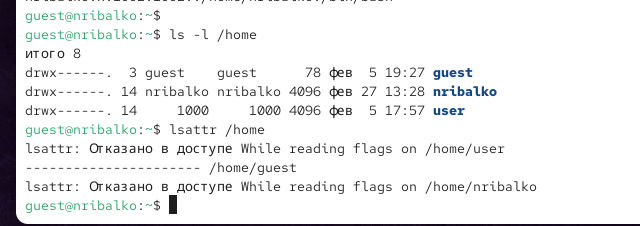 guest@nribalko:~$
guest@nribalko:~$ ls -l /home
итого 8
drwx------.  3 guest    guest      78 фев  5 19:27 guest
drwx------. 14 nribalko nribalko 4096 фев 27 13:28 nribalko
drwx------. 14     1000     1000 4096 фев  5 17:57 user
guest@nribalko:~$ lsattr /home
lsattr: Отказано в доступе While reading flags on /home/user
---------------------- /home/guest
lsattr: Отказано в доступе While reading flags on /home/nribalko
guest@nribalko:~$